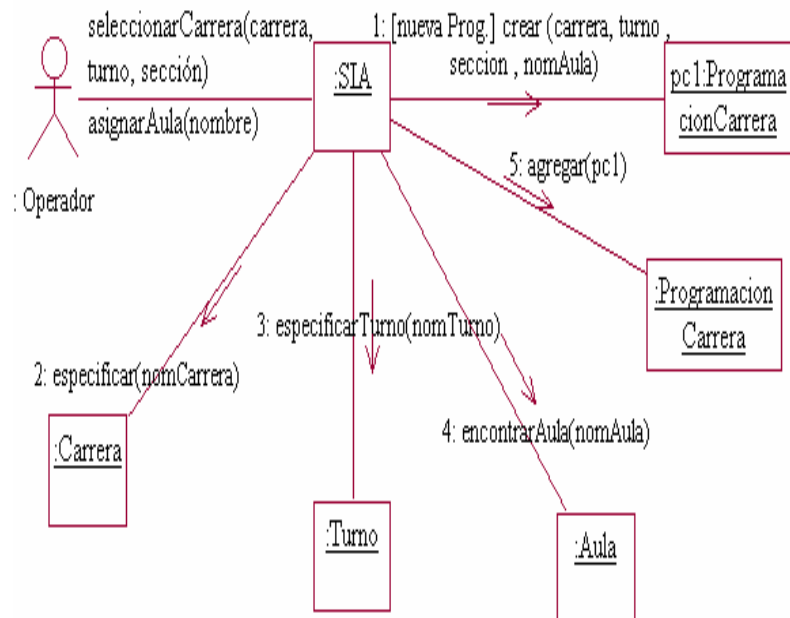 seleccionarCarrera(carrera,
turno, sección)
asignarAula(nombre)
: Operador
:SIA
1: [nueva Prog.] crear (carrera, turno ,
seccion , nomAula)
pc1:Programa
cionCarrera
5: agregar(pc1)
:Programacion
Carrera
3: especificarTurno(nomTurno)
2: especificar(nomCarrera)
4: encontrarAula(nomAula)
:Carrera
:Turno
:Aula